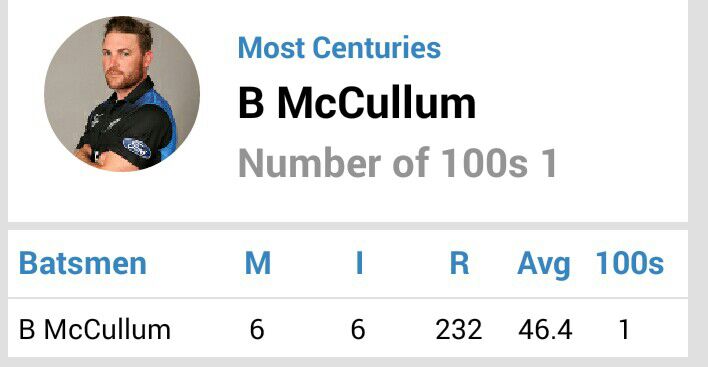 Most Centuries
B McCullum
Number of 100s 1
Batsmen M I R Avg 100s
B McCullum 6 6 232 46.4 1